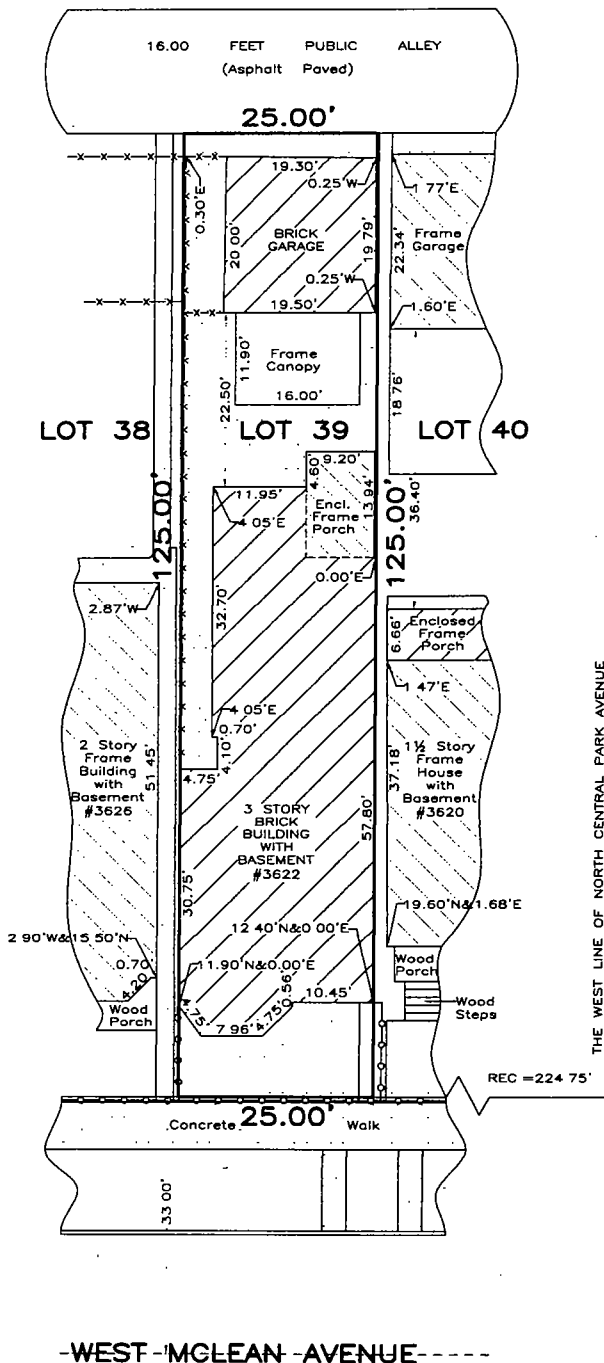 16.00 FEET PUBLIC ALLEY
(Asphalt Paved)
25.00'
19.30'
0.25'W
1 77'E
0.30'E
20 00'
BRICK
GARAGE
19.79'
22.34'
Frame
Garage
0.25'W
19.50'
1.60'E
11.90'
Frame
Canopy
16.00'
22.50'
18 76'
LOT 38
LOT 39
LOT 40
4.60'
9.20'
11.95'
4 05'E
Encl.
Frame
Porch
13.94'
125.00'
125.00'
36.40'
0.00'E
2.87'W
32.70'
6.66'
Enclosed
Frame
Porch
1 47'E
4 05'E
0.70'
4.10'
4.75'
2 Story
Frame
Building
with
Basement
#3626
51 45'
3 STORY
BRICK
BUILDING
WITH
BASEMENT
#3622
57.80'
37.18'
1½ Story
Frame
House
with
Basement
#3620
THE WEST LINE OF NORTH CENTRAL PARK AVENUE
30.75'
2 90'W&15 50'N
0.70'
4.20'
Wood
Porch
12 40'N&0 00'E
19.60'N&1.68'E
11.90'N&0.00'E
4.75'
7 96'
4.75'
0.56'
10.45'
Wood
Porch
Wood
Steps
REC =224 75'
Concrete Walk
25.00'
33 00'
WEST MCLEAN AVENUE